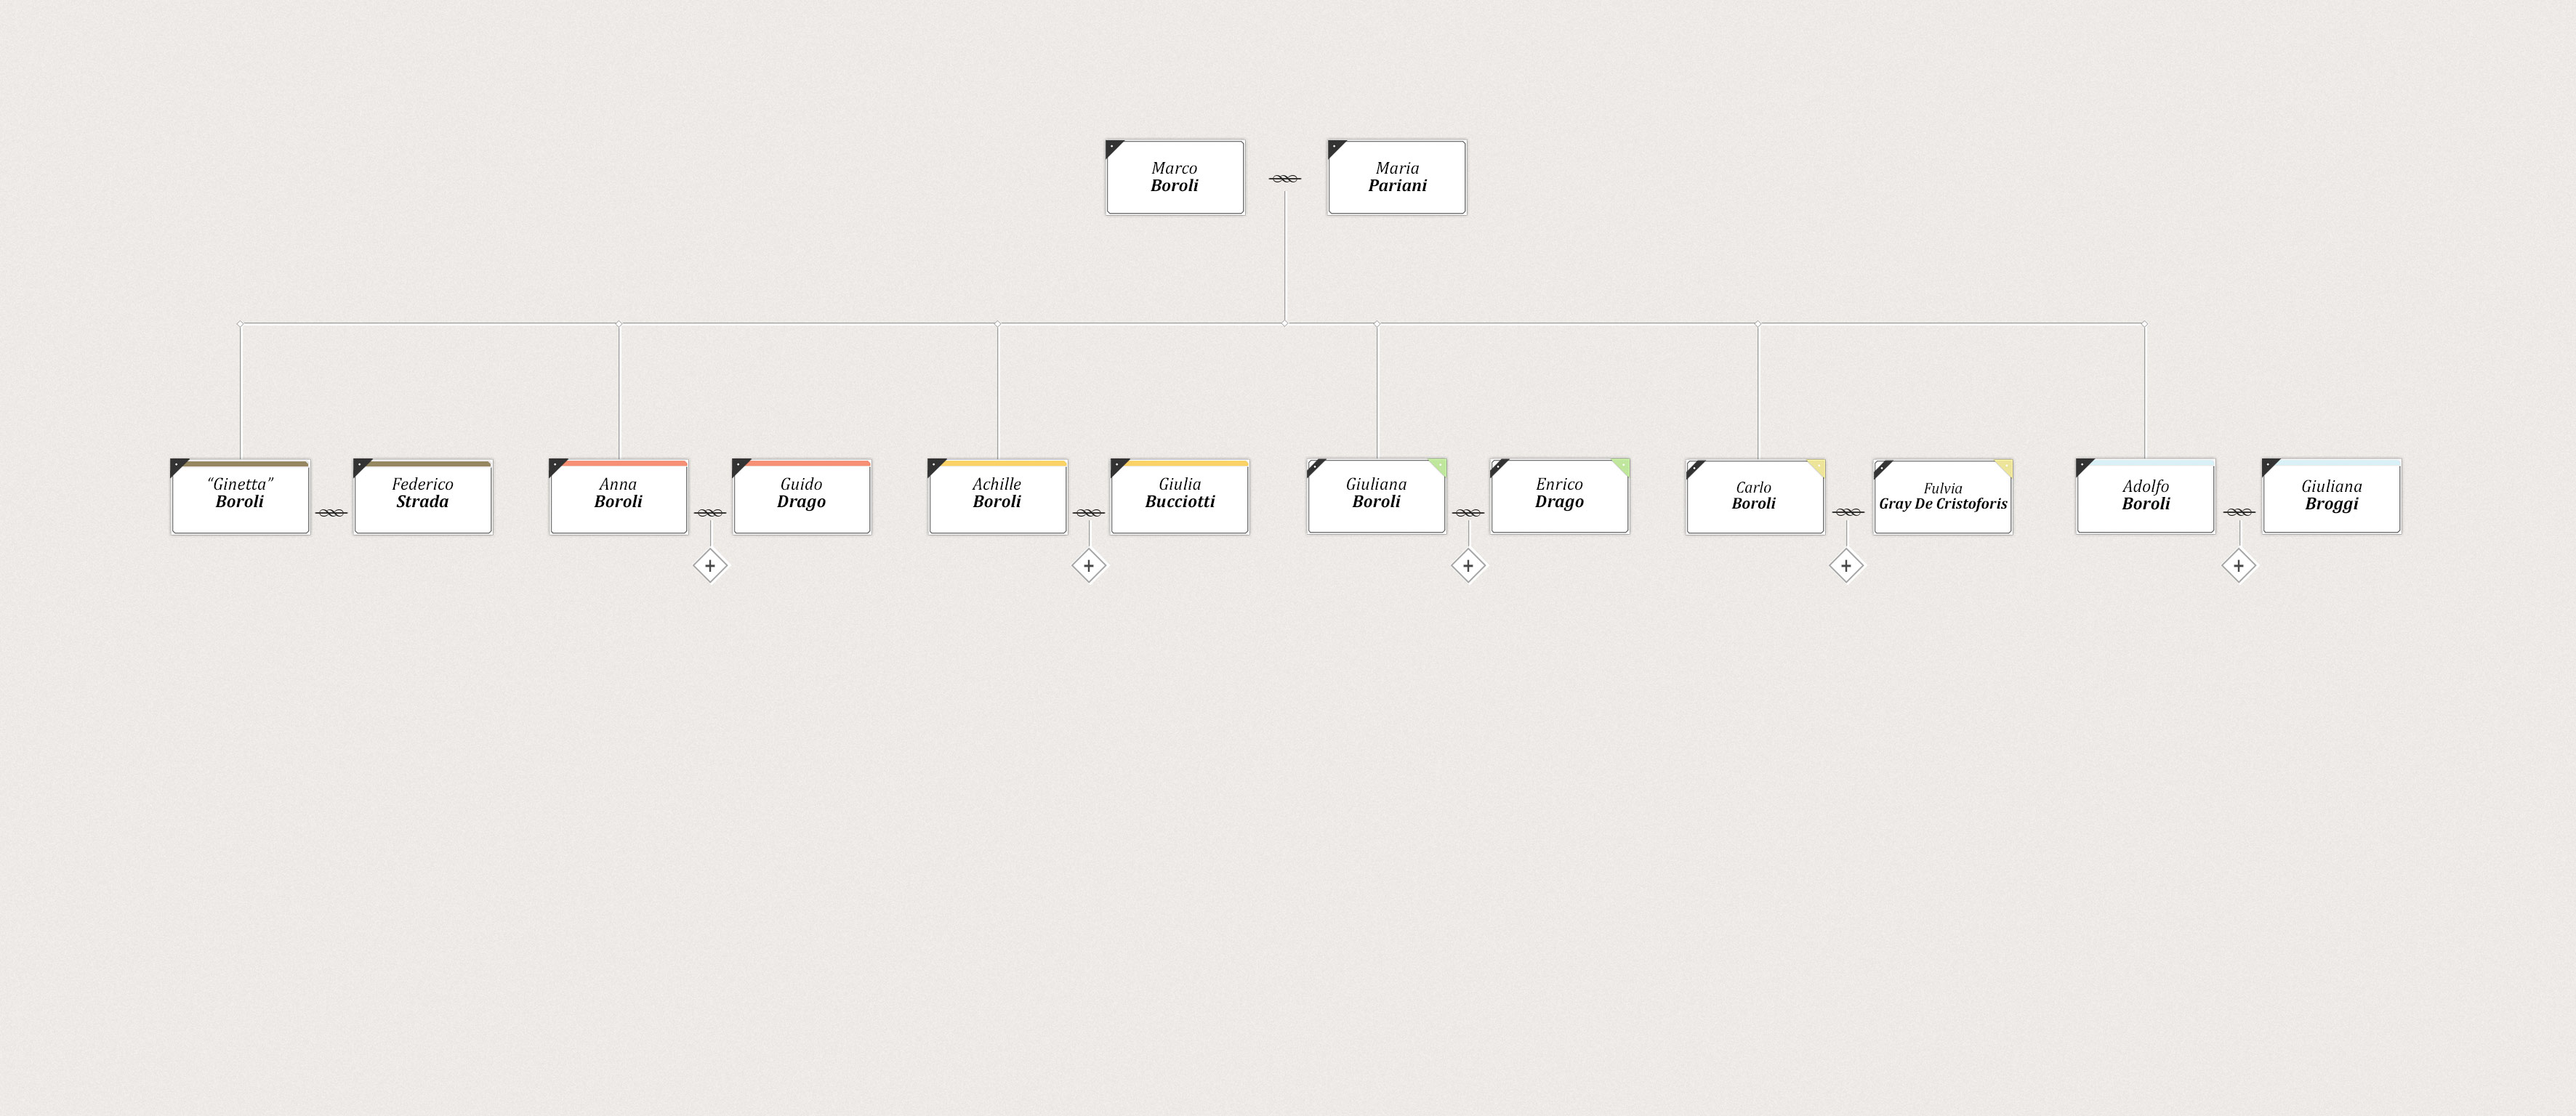 Marco
Boroli
Maria
Pariani
“Ginetta”
Boroli
Federico
Strada
Anna
Boroli
Guido
Drago
Achille
Boroli
Giulia
Bucciotti
Giuliana
Boroli
Enrico
Drago
Carlo
Boroli
Fulvia
Gray De Cristoforis
Adolfo
Boroli
Giuliana
Broggi
+
+
+
+
+